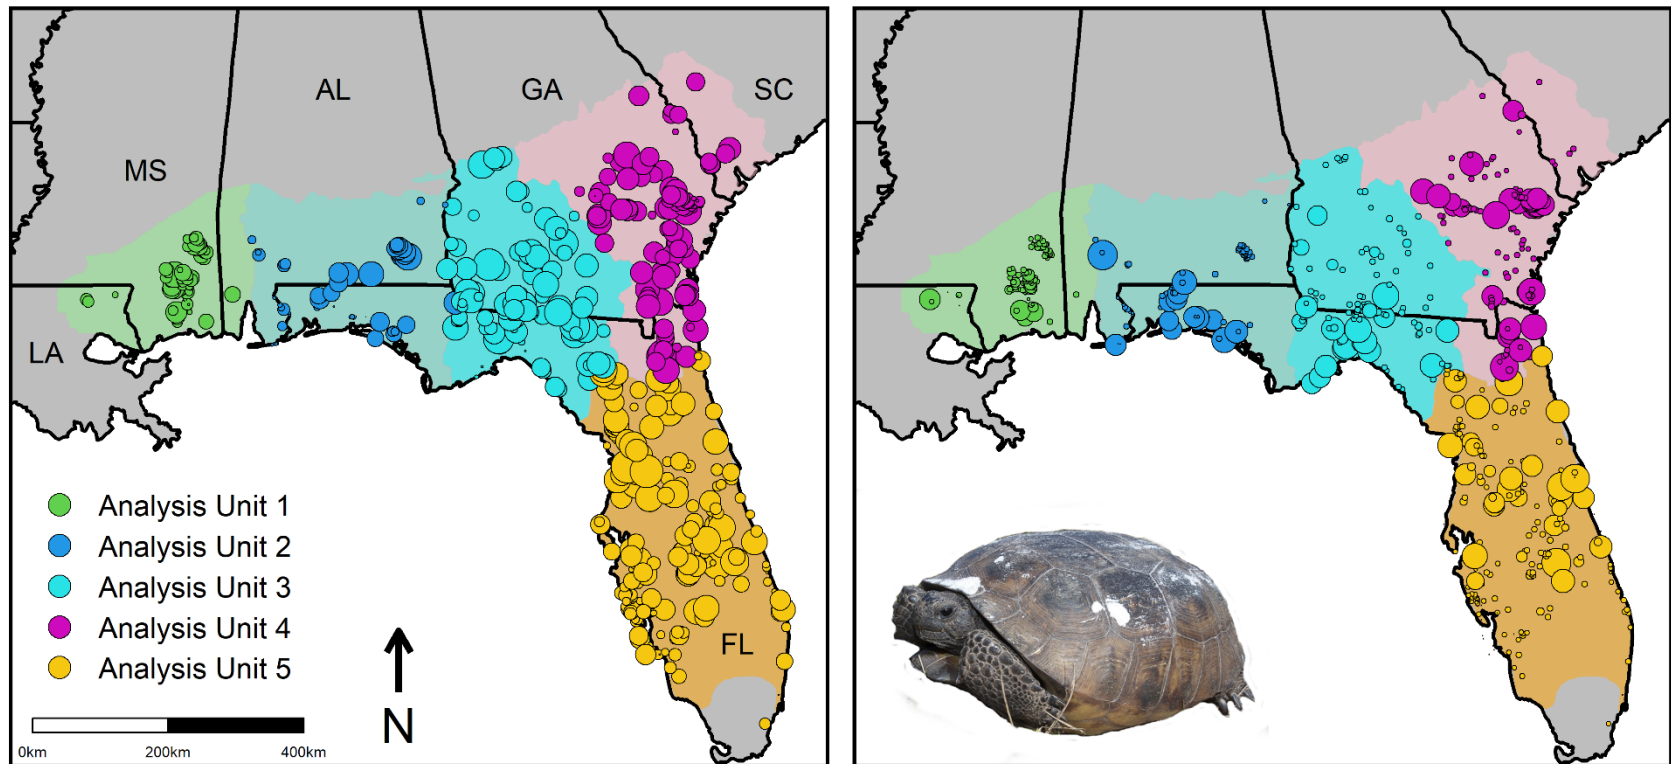 AL
GA
SC
MS
LA
Analysis Unit 1
Analysis Unit 2
Analysis Unit 3
Analysis Unit 4
Analysis Unit 5
FL
N
0km 200km 400km